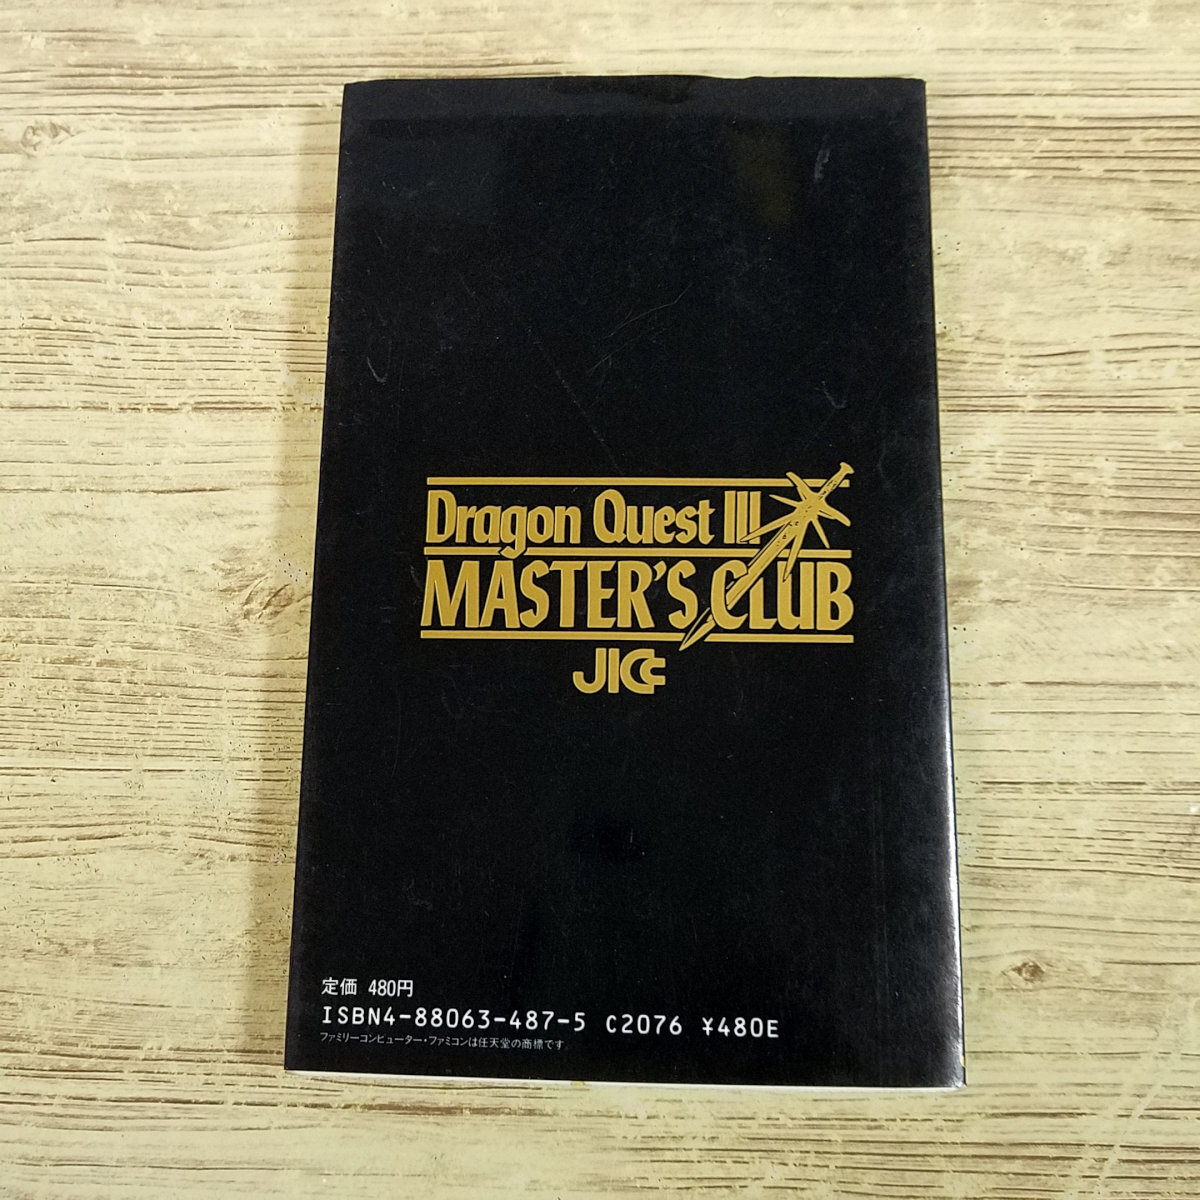 Dragon Quest III
MASTER'S CLUB
JICC
定価 480円
ISBN4-88063-487-5 C2076 ¥480E
ファミリーコンピューター・ファミコンは任天堂の商標です